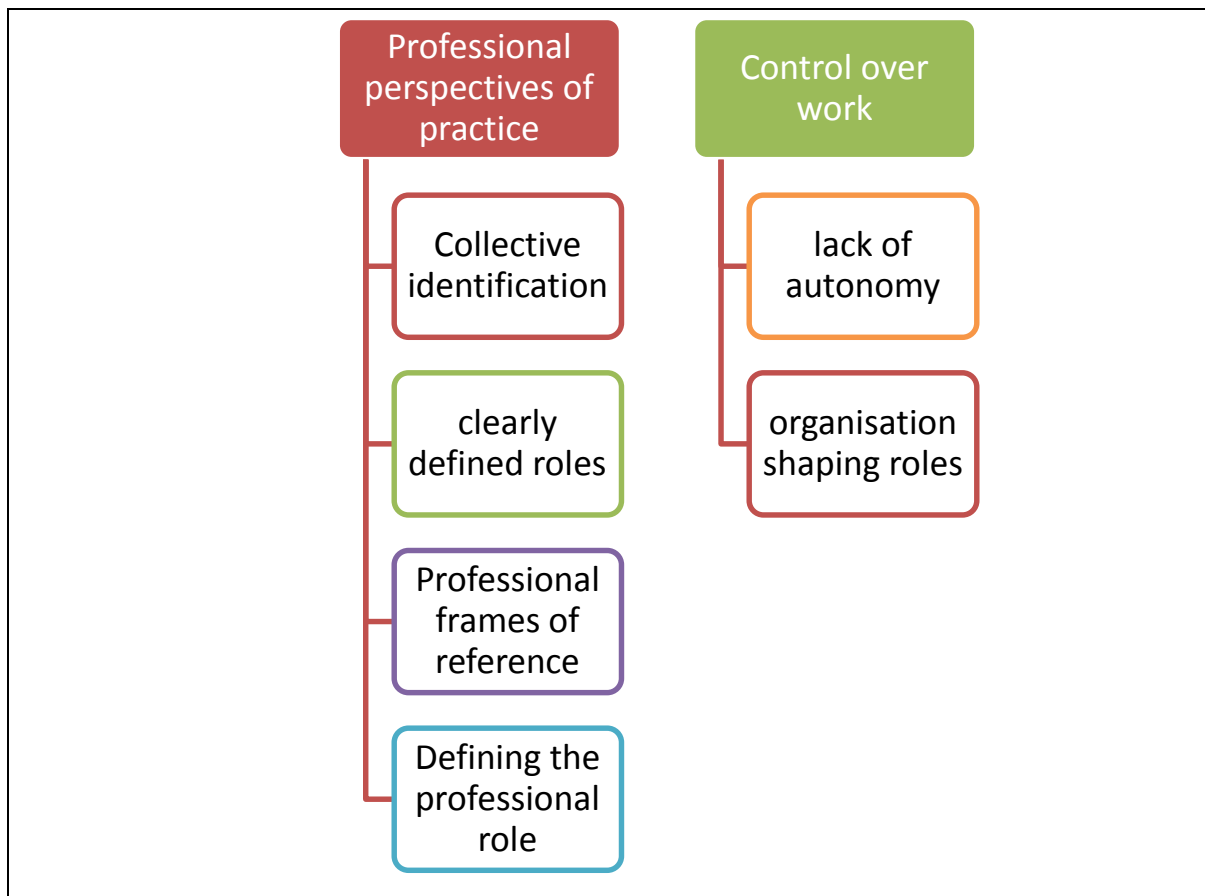 Professional
perspectives of
practice
Collective
identification
clearly
defined roles
Professional
frames of
reference
Defining the
professional
role
Control over
work
lack of
autonomy
organisation
shaping roles